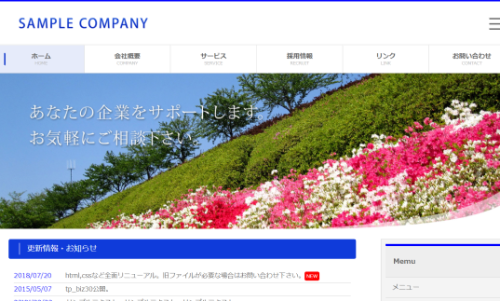 SAMPLE COMPANY
ホーム 会社概要 サービス 採用情報 リンク お問い合わせ
HOME COMPANY SERVICE RECRUIT LINK CONTACT
あなたの企業をサポートします。
お気軽にご相談下さい。
更新情報・お知らせ
2018/07/20 html,cssなど全面リニューアル。旧ファイルが必要な場合はお問い合わせ下さい。 NEW
2015/05/07 tp_biz30公開。
Menu
メニュー